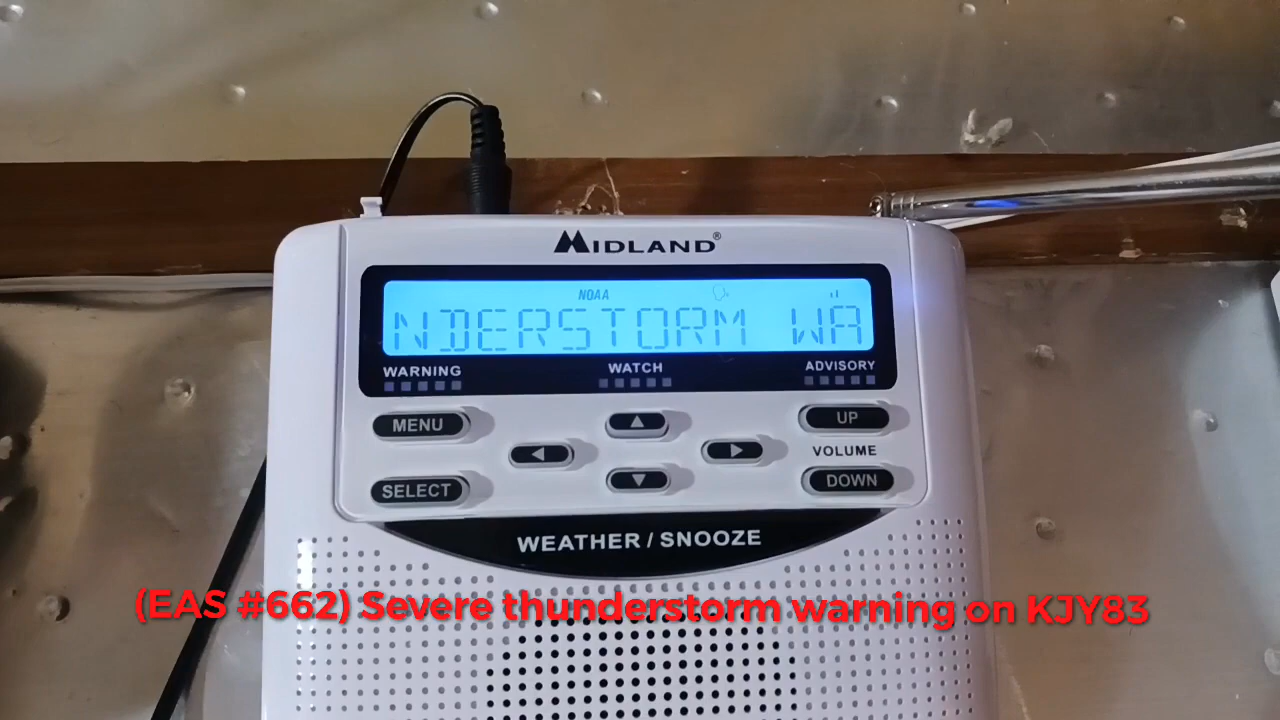 MIDLAND®
NOAA
NDERSTORM WA
WARNING WATCH ADVISORY
MENU UP
VOLUME
SELECT DOWN
WEATHER / SNOOZE
(EAS #662) Severe thunderstorm warning on KJY83